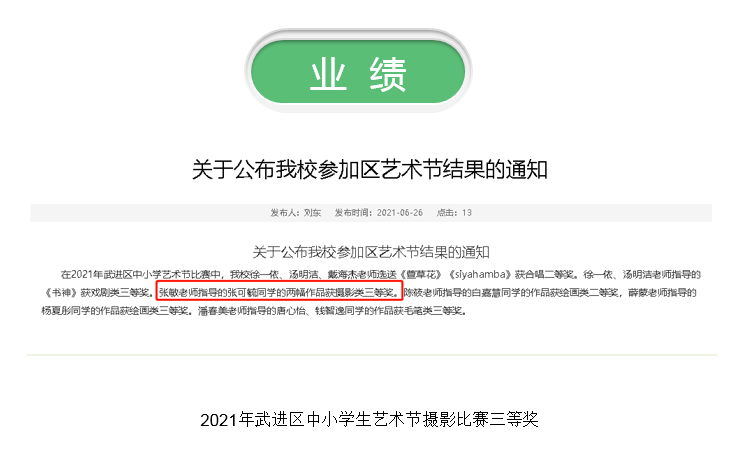 业 绩
关于公布我校参加区艺术节结果的通知
发布人：刘东 发布时间：2021-06-26 点击：13
关于公布我校参加区艺术节结果的通知
在2021年武进区中小学艺术节比赛中，我校徐一依、汤明洁、戴海杰老师选送《萱草花》《siyahamba》获合唱二等奖。徐一依、汤明洁老师指导的
《书神》获戏剧类三等奖。张敏老师指导的张可毓同学的两幅作品获摄影类三等奖。陈筱老师指导的白嘉慧同学的作品获绘画类二等奖，薛蒙老师指导的
杨夏彤同学的作品获绘画类三等奖。潘春美老师指导的唐心怡、钱智逸同学的作品获毛笔类三等奖。
2021年武进区中小学生艺术节摄影比赛三等奖